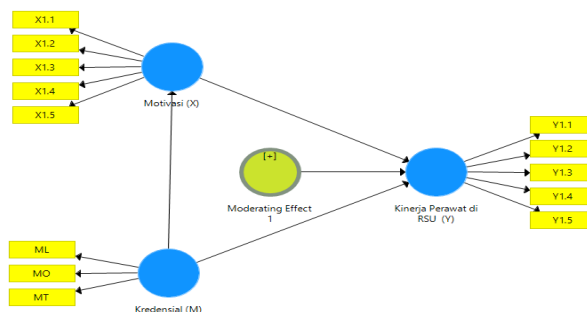 X1.1
X1.2
X1.3
X1.4
X1.5
Motivasi (X)
[+]
Moderating Effect
1
Y1.1
Y1.2
Y1.3
Y1.4
Y1.5
Kinerja Perawat di
RSU (Y)
ML
MO
MT
Kredensial (M)